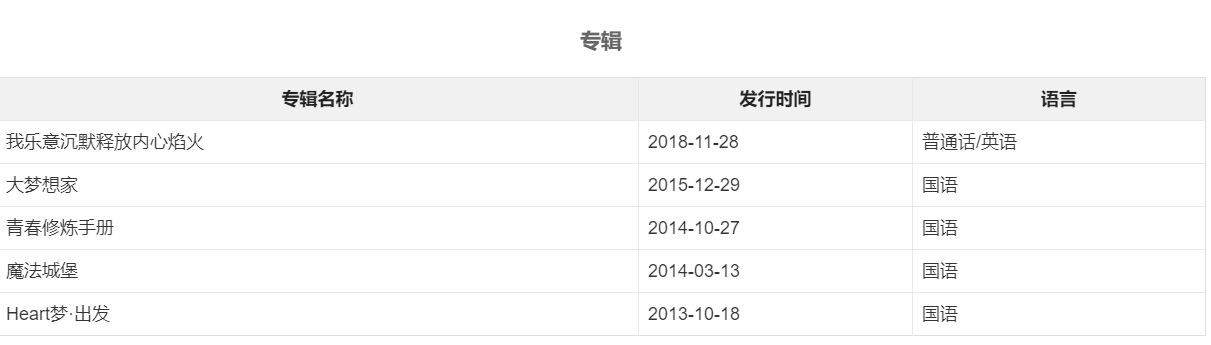 专辑
专辑名称 发行时间 语言
我乐意沉默释放内心焰火 2018-11-28 普通话/英语
大梦想家 2015-12-29 国语
青春修炼手册 2014-10-27 国语
魔法城堡 2014-03-13 国语
Heart梦·出发 2013-10-18 国语